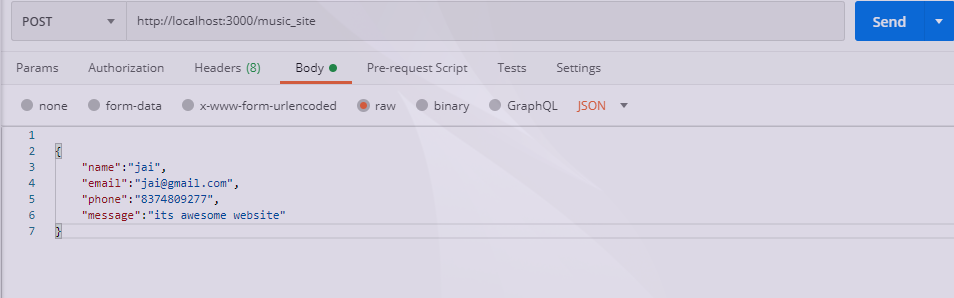 POST http://localhost:3000/music_site Send
Params Authorization Headers (8) Body Pre-request Script Tests Settings
none form-data x-www-form-urlencoded raw binary GraphQL JSON
1
2 {
3 "name":"jai",
4 "email":"jai@gmail.com",
5 "phone":"8374809277",
6 "message":"its awesome website"
7 }